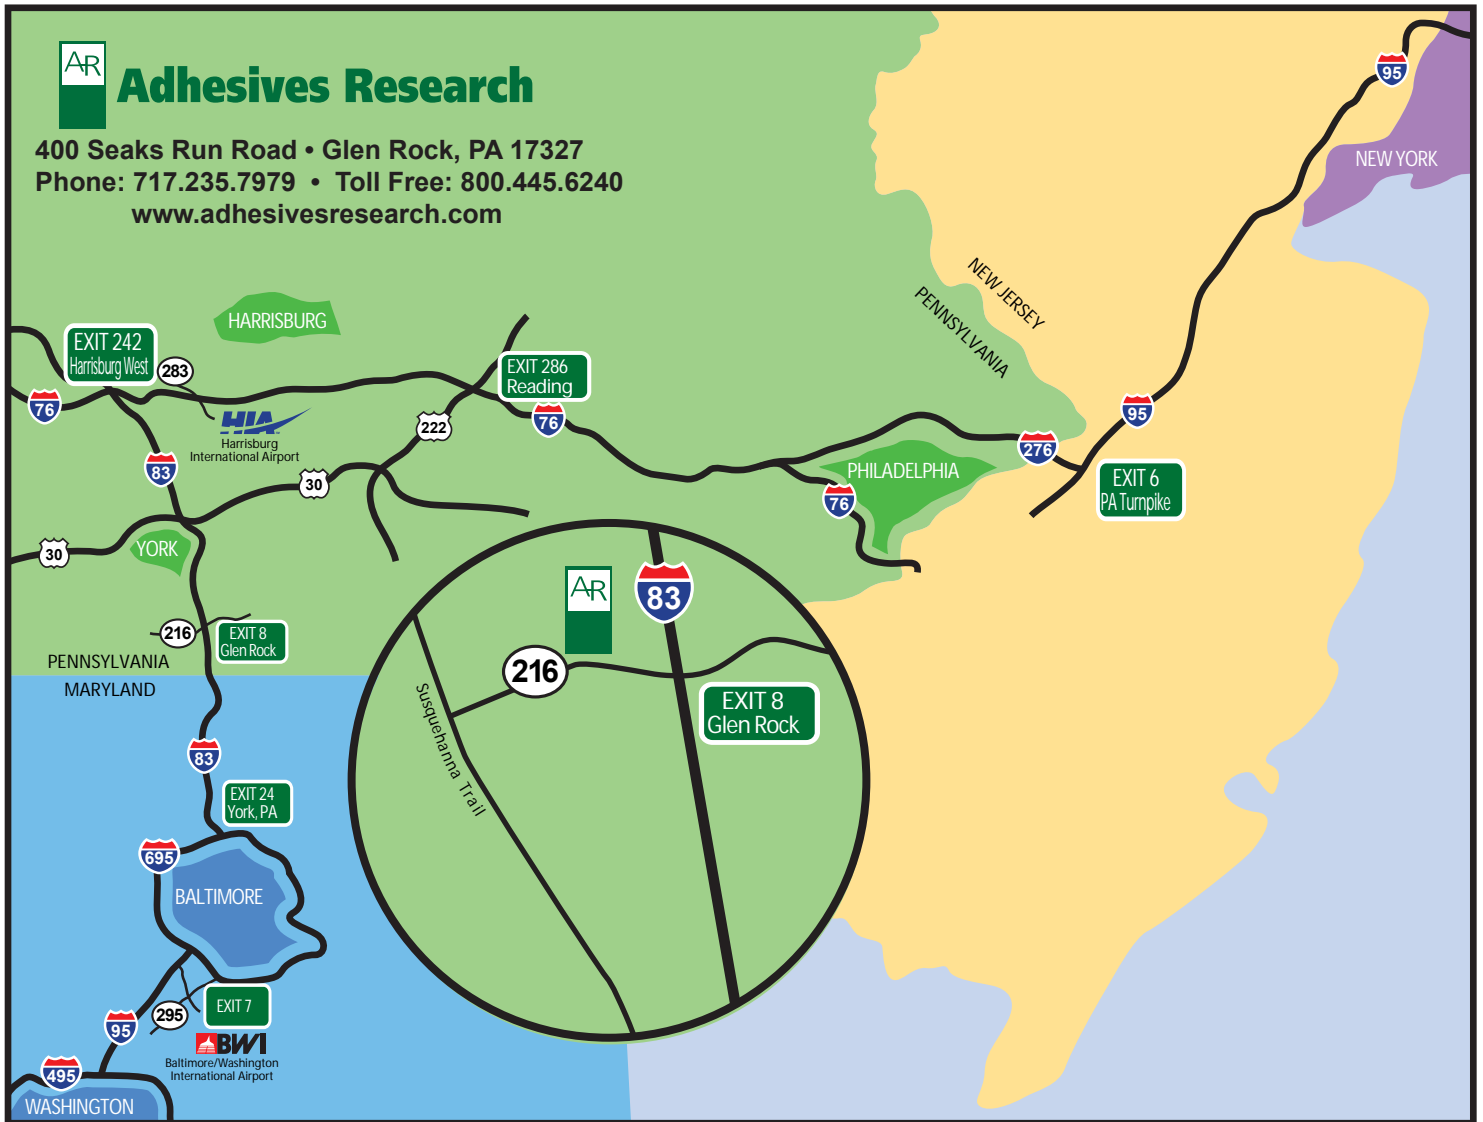 AR
Adhesives Research
400 Seaks Run Road • Glen Rock, PA 17327
Phone: 717.235.7979 • Toll Free: 800.445.6240
www.adhesivesresearch.com
95
NEW YORK
NEW JERSEY
PENNSYLVANIA
HARRISBURG
EXIT 242
Harrisburg West
283
76
HIA
Harrisburg
International Airport
EXIT 286
Reading
76
222
83
30
30
YORK
95
276
EXIT 6
PA Turnpike
PHILADELPHIA
76
216
EXIT 8
Glen Rock
PENNSYLVANIA
MARYLAND
83
EXIT 24
York, PA
695
BALTIMORE
295
EXIT 7
95
BWI
Baltimore/Washington
International Airport
495
WASHINGTON
AR
83
216
EXIT 8
Glen Rock
Susquehanna Trail